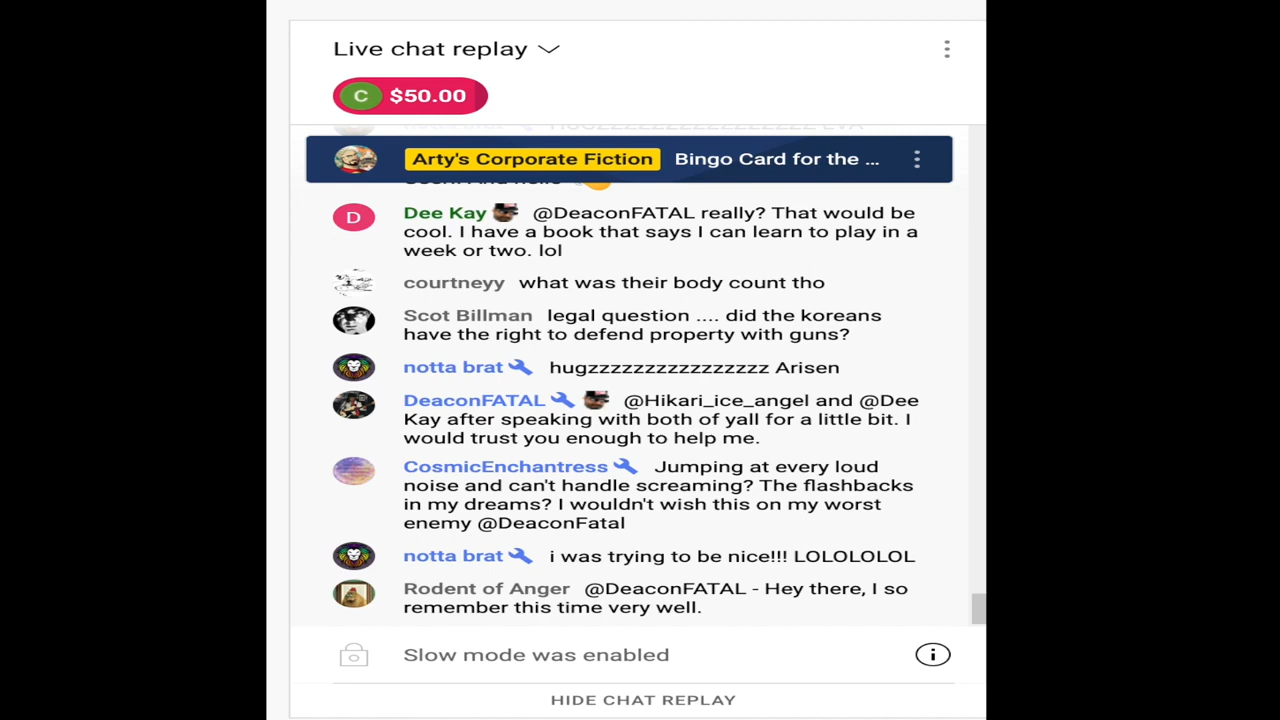 Live chat replay
C $50.00
Arty's Corporate Fiction Bingo Card for the ...
D Dee Kay @DeaconFATAL really? That would be
cool. I have a book that says I can learn to play in a
week or two. lol
courtneyy what was their body count tho
Scot Billman legal question .... did the koreans
have the right to defend property with guns?
notta brat hugzzzzzzzzzzzzzzzzz Arisen
DeaconFATAL @Hikari_ice_angel and @Dee
Kay after speaking with both of yall for a little bit. I
would trust you enough to help me.
CosmicEnchantress Jumping at every loud
noise and can't handle screaming? The flashbacks
in my dreams? I wouldn't wish this on my worst
enemy @DeaconFatal
notta brat i was trying to be nice!!! LOLOLOLOL
Rodent of Anger @DeaconFATAL - Hey there, I so
remember this time very well.
Slow mode was enabled
HIDE CHAT REPLAY